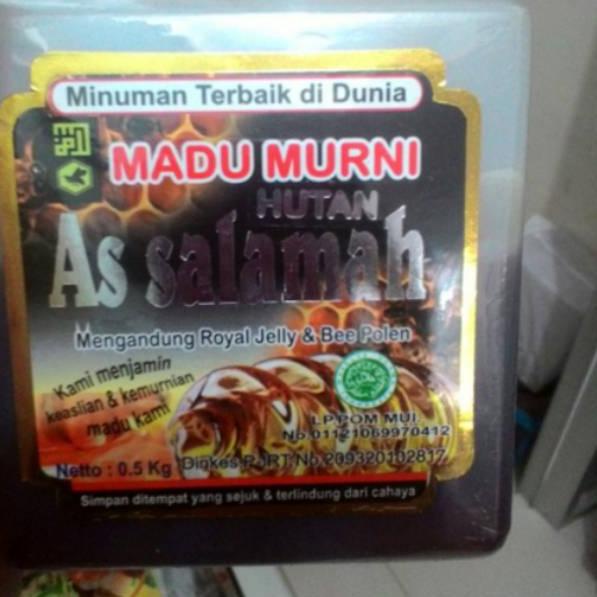 Minuman Terbaik di Dunia
MADU MURNI
HUTAN
As salamah
Mengandung Royal Jelly & Bee Polen
Kami menjamin
keaslian & kemurnian
madu kami
LPPOM MUI
No.01121069970412
Netto : 0.5 Kg Dinkes P-IRT.No.209320102817
Simpan ditempat yang sejuk & terlindung dari cahaya